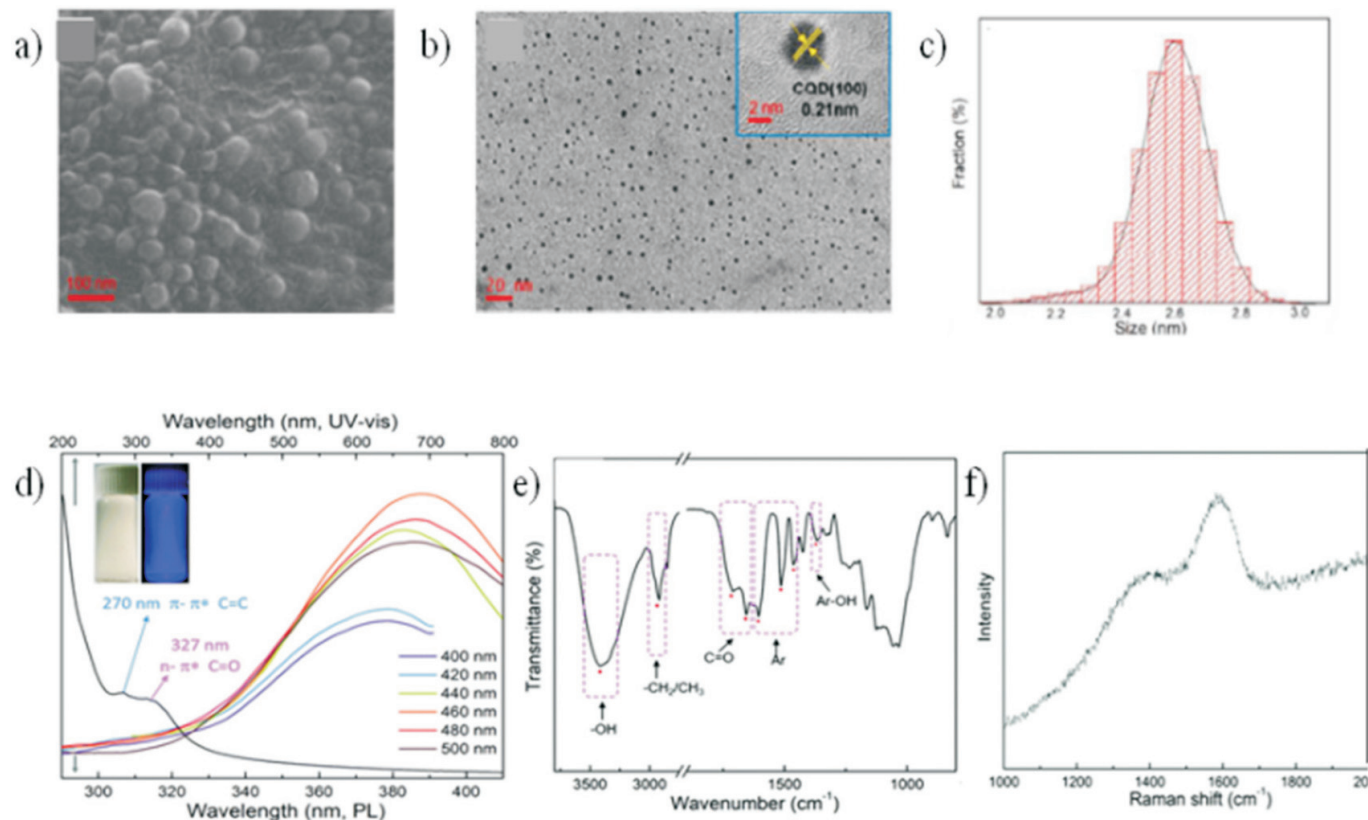 a)
100 nm
b)
CQD(100)
2 nm
0.21nm
20 nm
c)
Fraction (%)
2.0 2.2 2.4 2.6 2.8 3.0
Size (nm)
d)
Wavelength (nm, UV-vis)
200 300 400 500 600 700 800
270 nm π- π* C=C
327 nm
n- π* C=O
400 nm
420 nm
440 nm
460 nm
480 nm
500 nm
300 320 340 360 380 400
Wavelength (nm, PL)
e)
Transmittance (%)
-OH
-CH₂/CH₃
C=O
Ar
Ar-OH
3500 3000 1500 1000
Wavenumber (cm⁻¹)
f)
Intensity
1000 1200 1400 1600 1800 200
Raman shift (cm⁻¹)